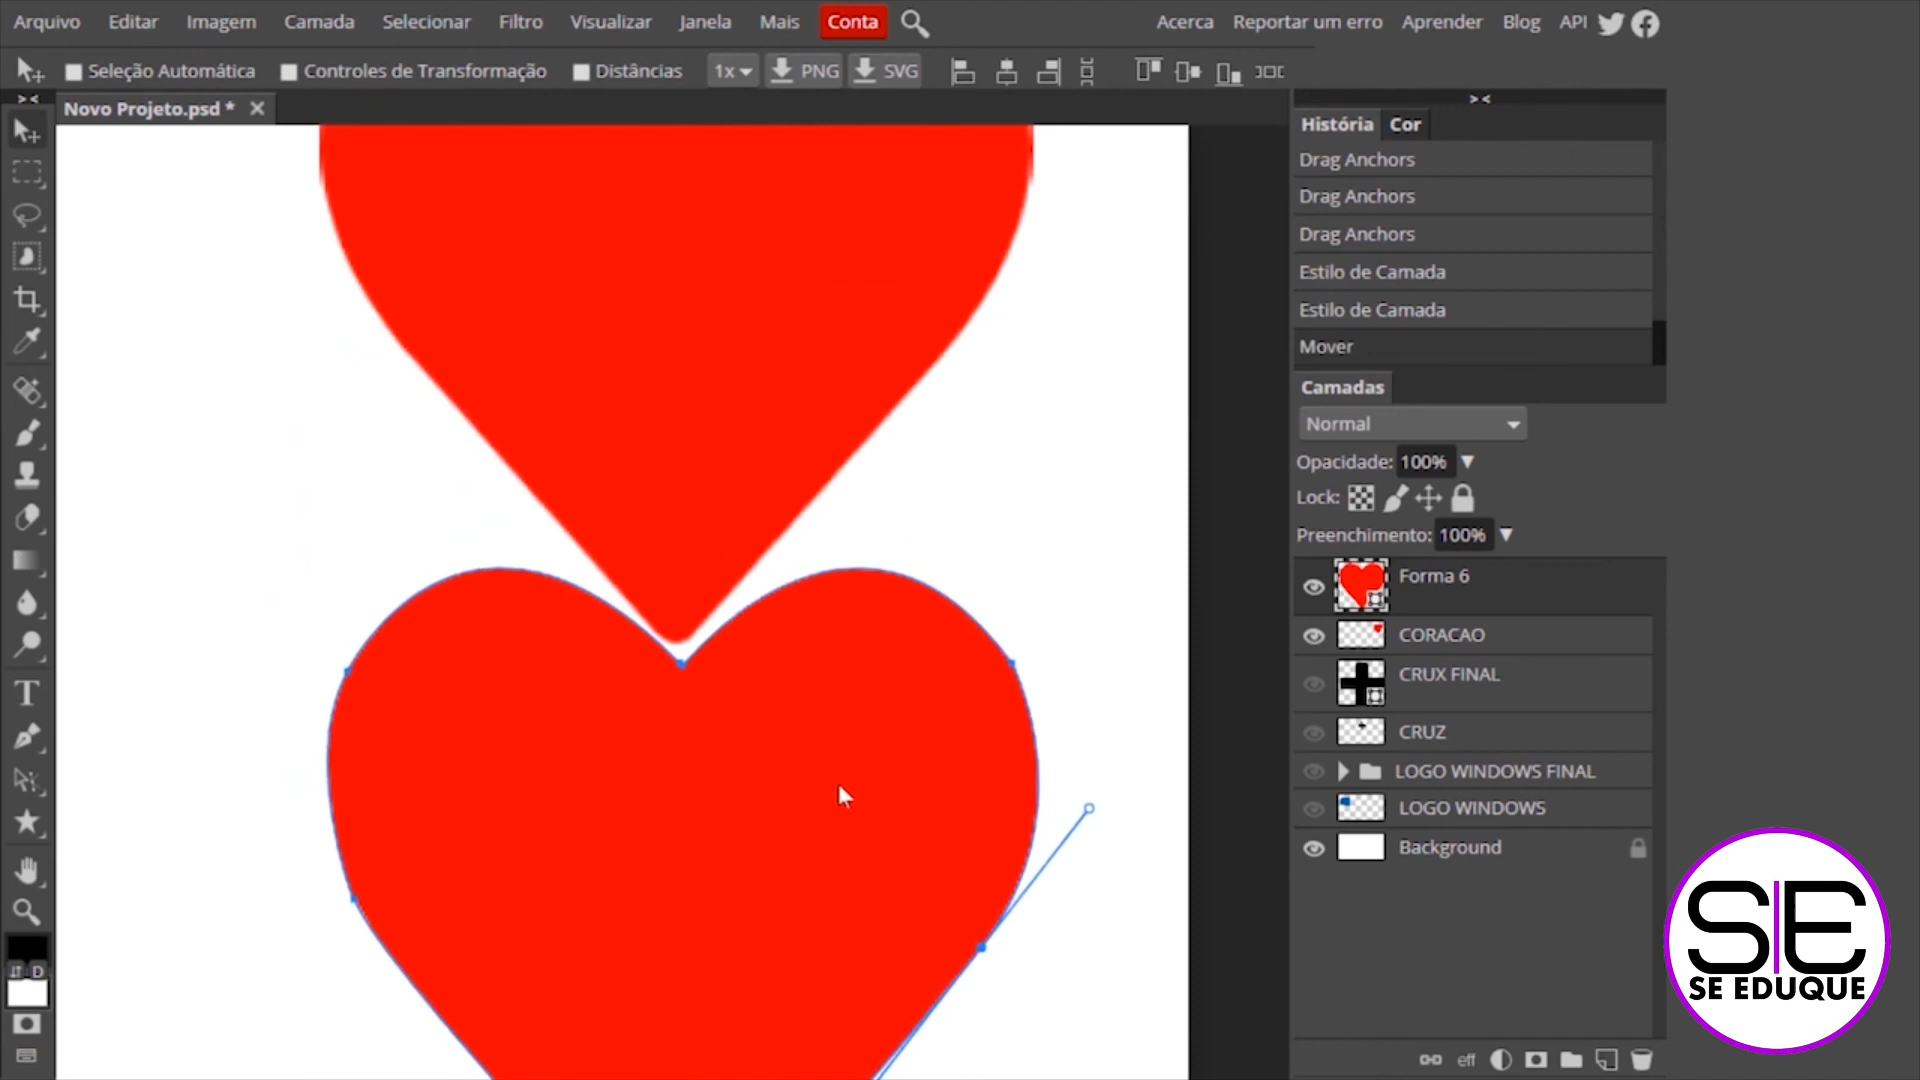 Arquivo Editar Imagem Camada Selecionar Filtro Visualizar Janela Mais Conta Acerca Reportar um erro Aprender Blog API
Seleção Automática Controles de Transformação Distâncias 1x PNG SVG
Novo Projeto.psd *
História Cor
Drag Anchors
Drag Anchors
Drag Anchors
Estilo de Camada
Estilo de Camada
Mover
Camadas
Normal
Opacidade: 100%
Lock:
Preenchimento: 100%
Forma 6
CORACAO
CRUX FINAL
CRUZ
LOGO WINDOWS FINAL
LOGO WINDOWS
Background
D
eff
SE
SE EDUQUE